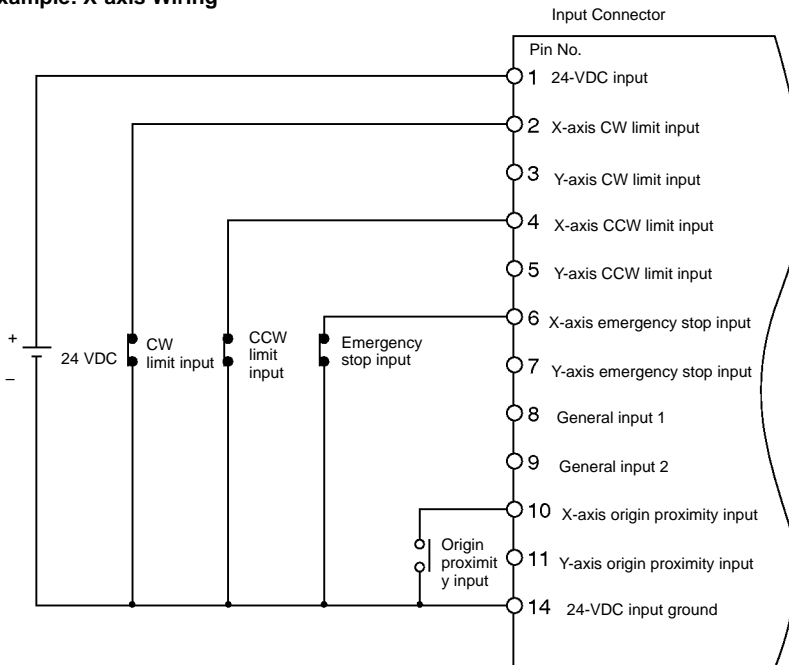 xample: X-axis Wiring
Input Connector
Pin No.
1 24-VDC input
2 X-axis CW limit input
3 Y-axis CW limit input
4 X-axis CCW limit input
5 Y-axis CCW limit input
6 X-axis emergency stop input
7 Y-axis emergency stop input
8 General input 1
9 General input 2
10 X-axis origin proximity input
11 Y-axis origin proximity input
14 24-VDC input ground
+
–
24 VDC
CW
limit input
CCW
limit
input
Emergency
stop input
Origin
proximit
y input